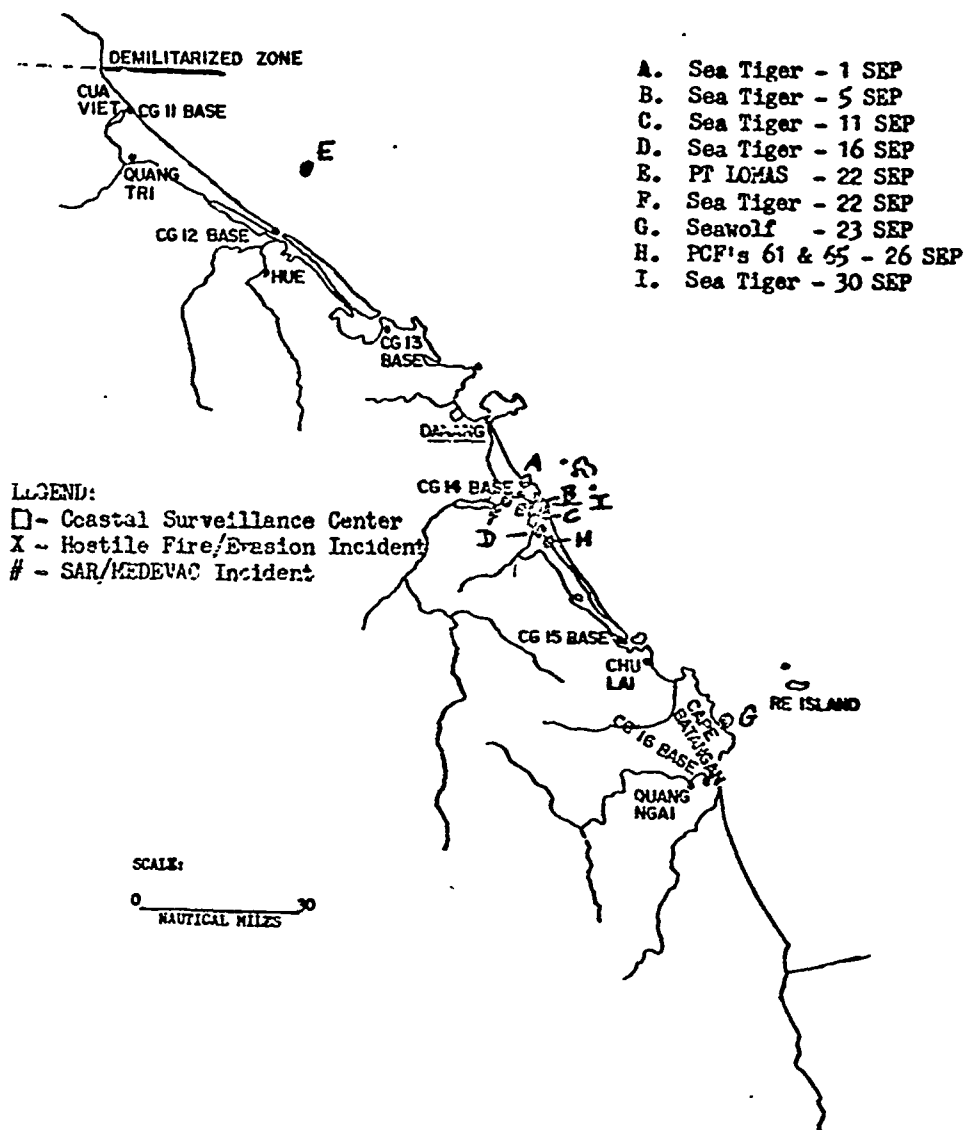 DEMILITARIZED ZONE
CUA
VIET
CG 11 BASE
QUANG
TRI
E
CG 12 BASE
HUE
CG 13
BASE
DANANG
A. Sea Tiger - 1 SEP
B. Sea Tiger - 5 SEP
C. Sea Tiger - 11 SEP
D. Sea Tiger - 16 SEP
E. PT LOMAS - 22 SEP
F. Sea Tiger - 22 SEP
G. Seawolf - 23 SEP
H. PCF's 61 & 65 - 26 SEP
I. Sea Tiger - 30 SEP
A
CG 14 BASE
B
I
C
D
H
LEGEND:
□ - Coastal Surveillance Center
X - Hostile Fire/Evasion Incident
# - SAR/MEDEVAC Incident
CG 15 BASE
CHU
LAI
RE ISLAND
G
CAPE
BATANGAN
CG 16 BASE
QUANG
NGAI
SCALE:
0 30
NAUTICAL MILES